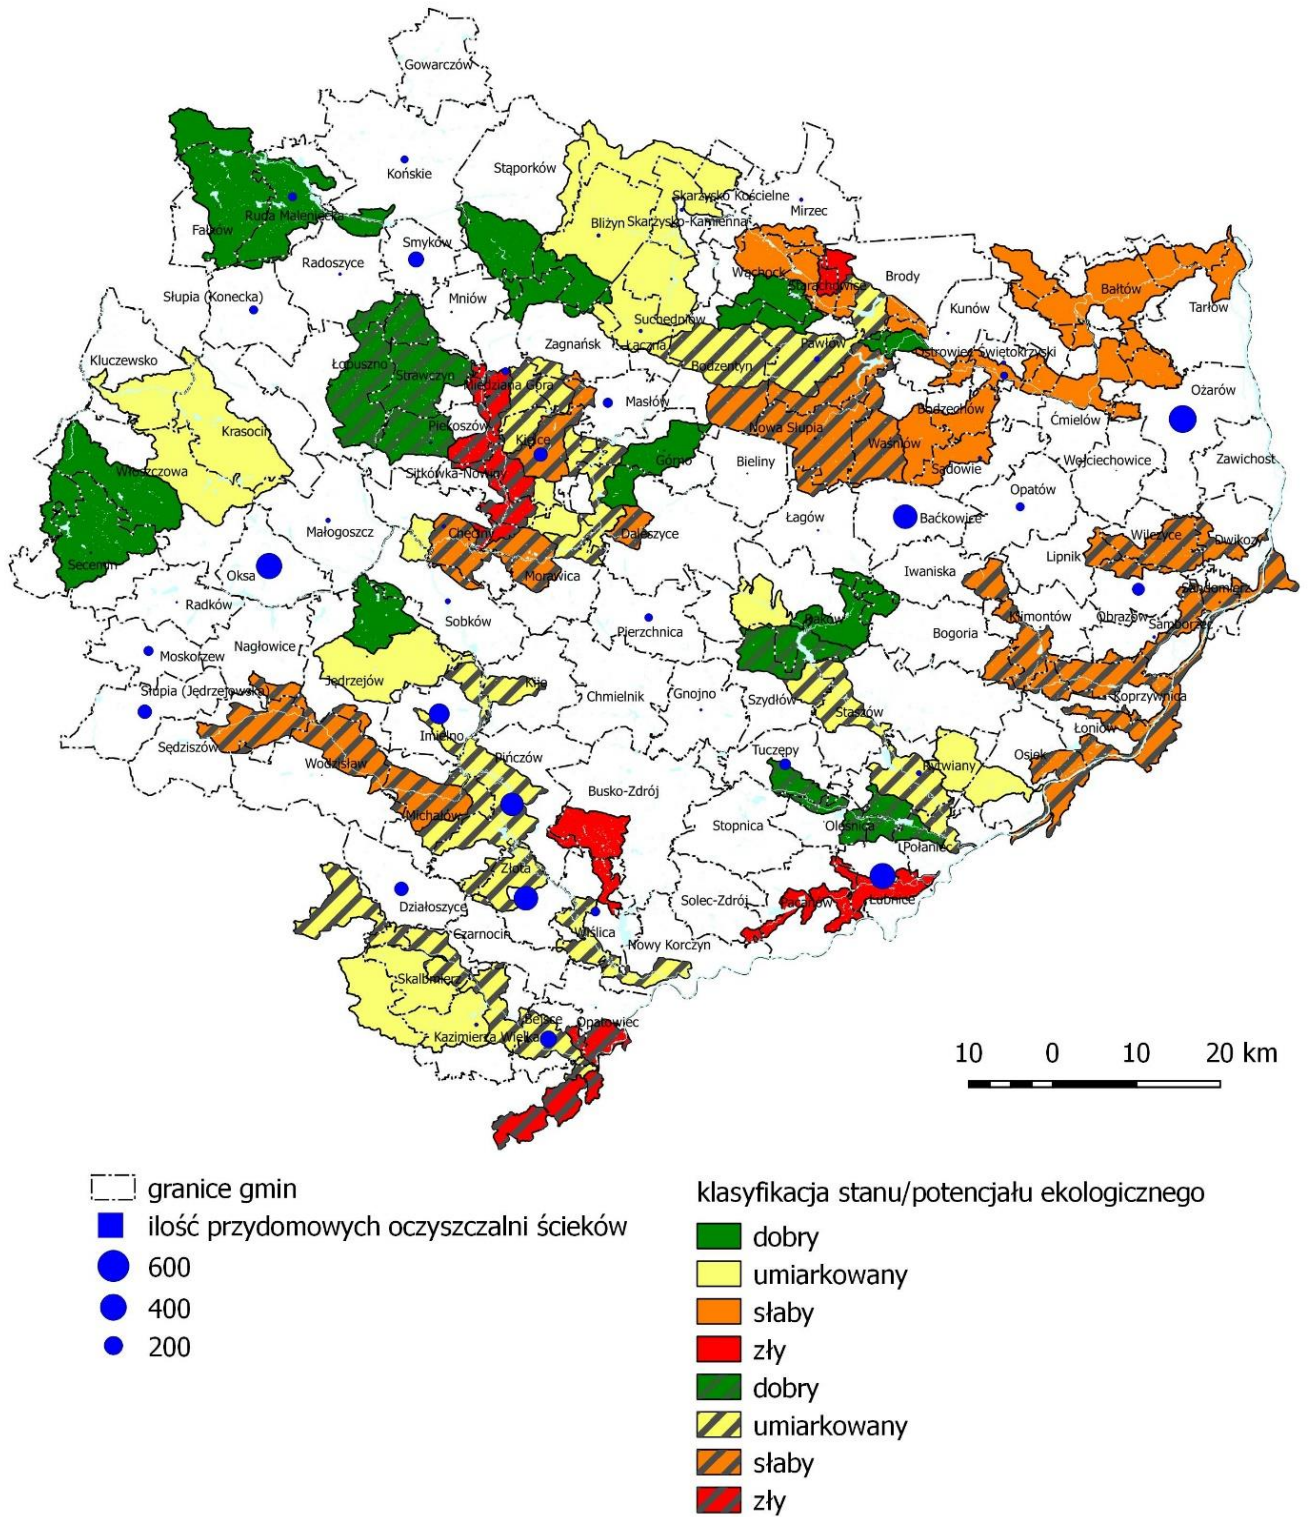 Gowarczów
Końskie
Stąporków
Skarżysko Kościelne
Mirzec
Ruda Maleniecka
Fałków
Bliżyn
Skarżysko-Kamienna
Smyków
Radoszyce
Wąchock
Brody
Starachowice
Bałtów
Słupia (Konecka)
Mniów
Kunów
Tarłów
Suchedniów
Zagnańsk
Łączna
Pawłów
Ostrowiec Świętokrzyski
Kluczewsko
Łopuszno
Strawczyn
Bodzentyn
Miedziana Góra
Ożarów
Masłów
Bodzechów
Krasocin
Piekoszów
Nowa Słupia
Ćmielów
Kielce
Waśniów
Włoszczowa
Górno
Bieliny
Wojciechowice
Zawichost
Sitkówka-Nowiny
Sadowie
Opatów
Małogoszcz
Łagów
Baćkowice
Chęciny
Daleszyce
Wilczyce
Dwikozy
Secemin
Oksa
Morawica
Iwaniska
Lipnik
Sandomierz
Radków
Sobków
Pierzchnica
Raków
Klimontów
Obrazów
Samborzec
Bogoria
Moskorzew
Nagłowice
Jędrzejów
Kije
Słupia (Jędrzejowska)
Chmielnik
Gnojno
Szydłów
Staszów
Koprzywnica
Łoniów
Sędziszów
Imielno
Wodzisław
Pińczów
Tuczępy
Rytwiany
Osiek
Busko-Zdrój
Michałów
Stopnica
Oleśnica
Połaniec
Złota
Działoszyce
Solec-Zdrój
Pacanów
Łubnice
Czarnocin
Wiślica
Nowy Korczyn
Skalbmierz
Bejsce
Opatowiec
Kazimierza Wielka
10 0 10 20 km
granice gmin
ilość przydomowych oczyszczalni ścieków
600
400
200
klasyfikacja stanu/potencjału ekologicznego
dobry
umiarkowany
słaby
zły
dobry
umiarkowany
słaby
zły